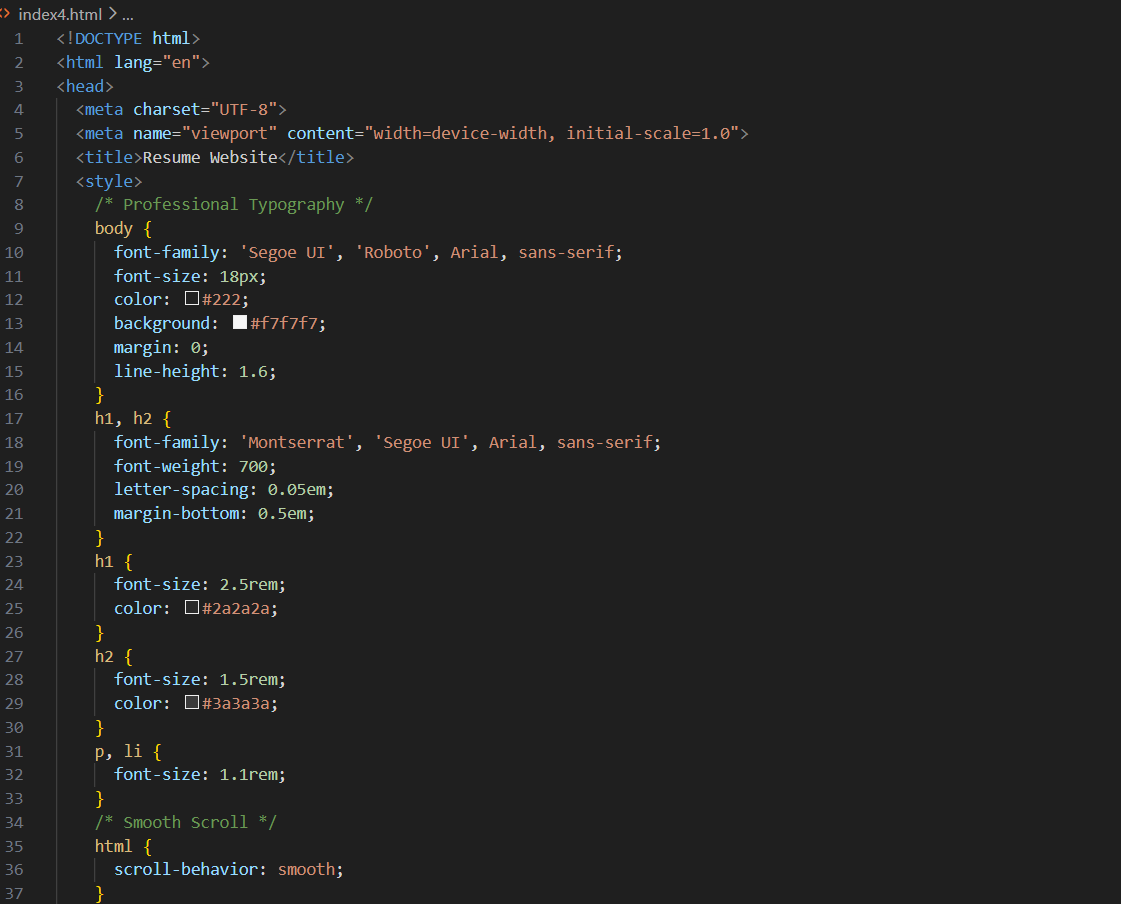 index4.html > ...
1 <!DOCTYPE html>
2 <html lang="en">
3 <head>
4 <meta charset="UTF-8">
5 <meta name="viewport" content="width=device-width, initial-scale=1.0">
6 <title>Resume Website</title>
7 <style>
8 /* Professional Typography */
9 body {
10 font-family: 'Segoe UI', 'Roboto', Arial, sans-serif;
11 font-size: 18px;
12 color: #222;
13 background: #f7f7f7;
14 margin: 0;
15 line-height: 1.6;
16 }
17 h1, h2 {
18 font-family: 'Montserrat', 'Segoe UI', Arial, sans-serif;
19 font-weight: 700;
20 letter-spacing: 0.05em;
21 margin-bottom: 0.5em;
22 }
23 h1 {
24 font-size: 2.5rem;
25 color: #2a2a2a;
26 }
27 h2 {
28 font-size: 1.5rem;
29 color: #3a3a3a;
30 }
31 p, li {
32 font-size: 1.1rem;
33 }
34 /* Smooth Scroll */
35 html {
36 scroll-behavior: smooth;
37 }